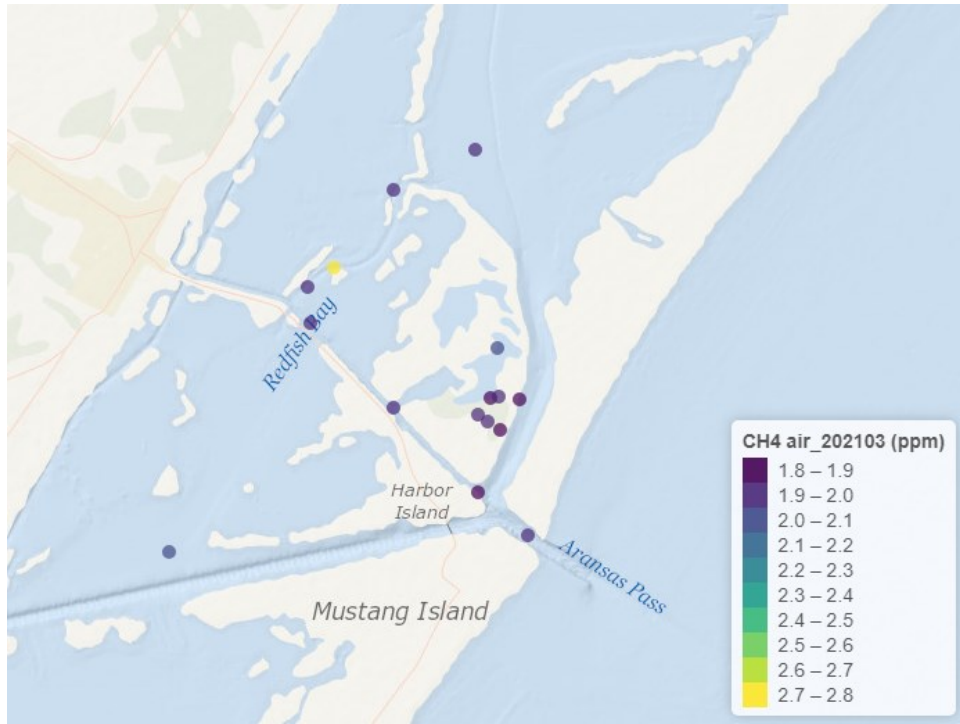 Redfish Bay
Harbor
Island
Aransas Pass
Mustang Island
CH4 air_202103 (ppm)
1.8 – 1.9
1.9 – 2.0
2.0 – 2.1
2.1 – 2.2
2.2 – 2.3
2.3 – 2.4
2.4 – 2.5
2.5 – 2.6
2.6 – 2.7
2.7 – 2.8